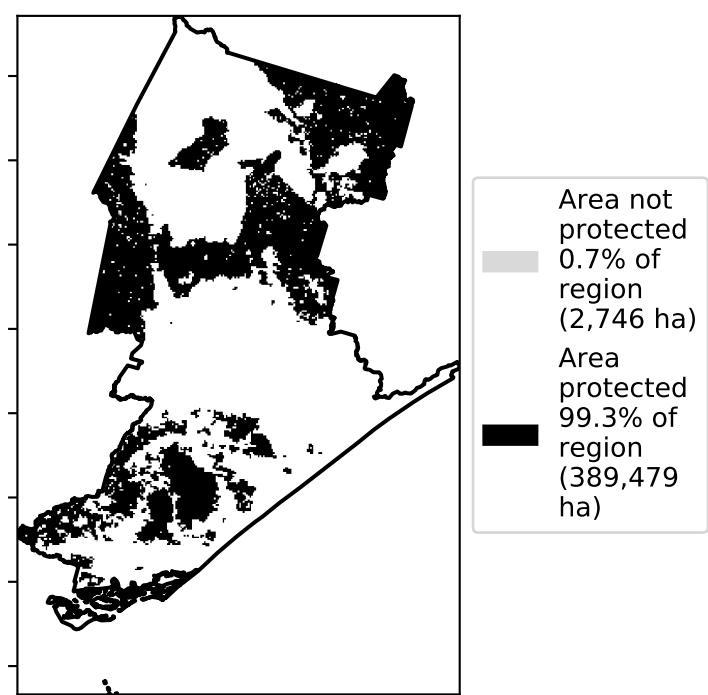 Area not
protected
0.7% of
region
(2,746 ha)
Area
protected
99.3% of
region
(389,479
ha)